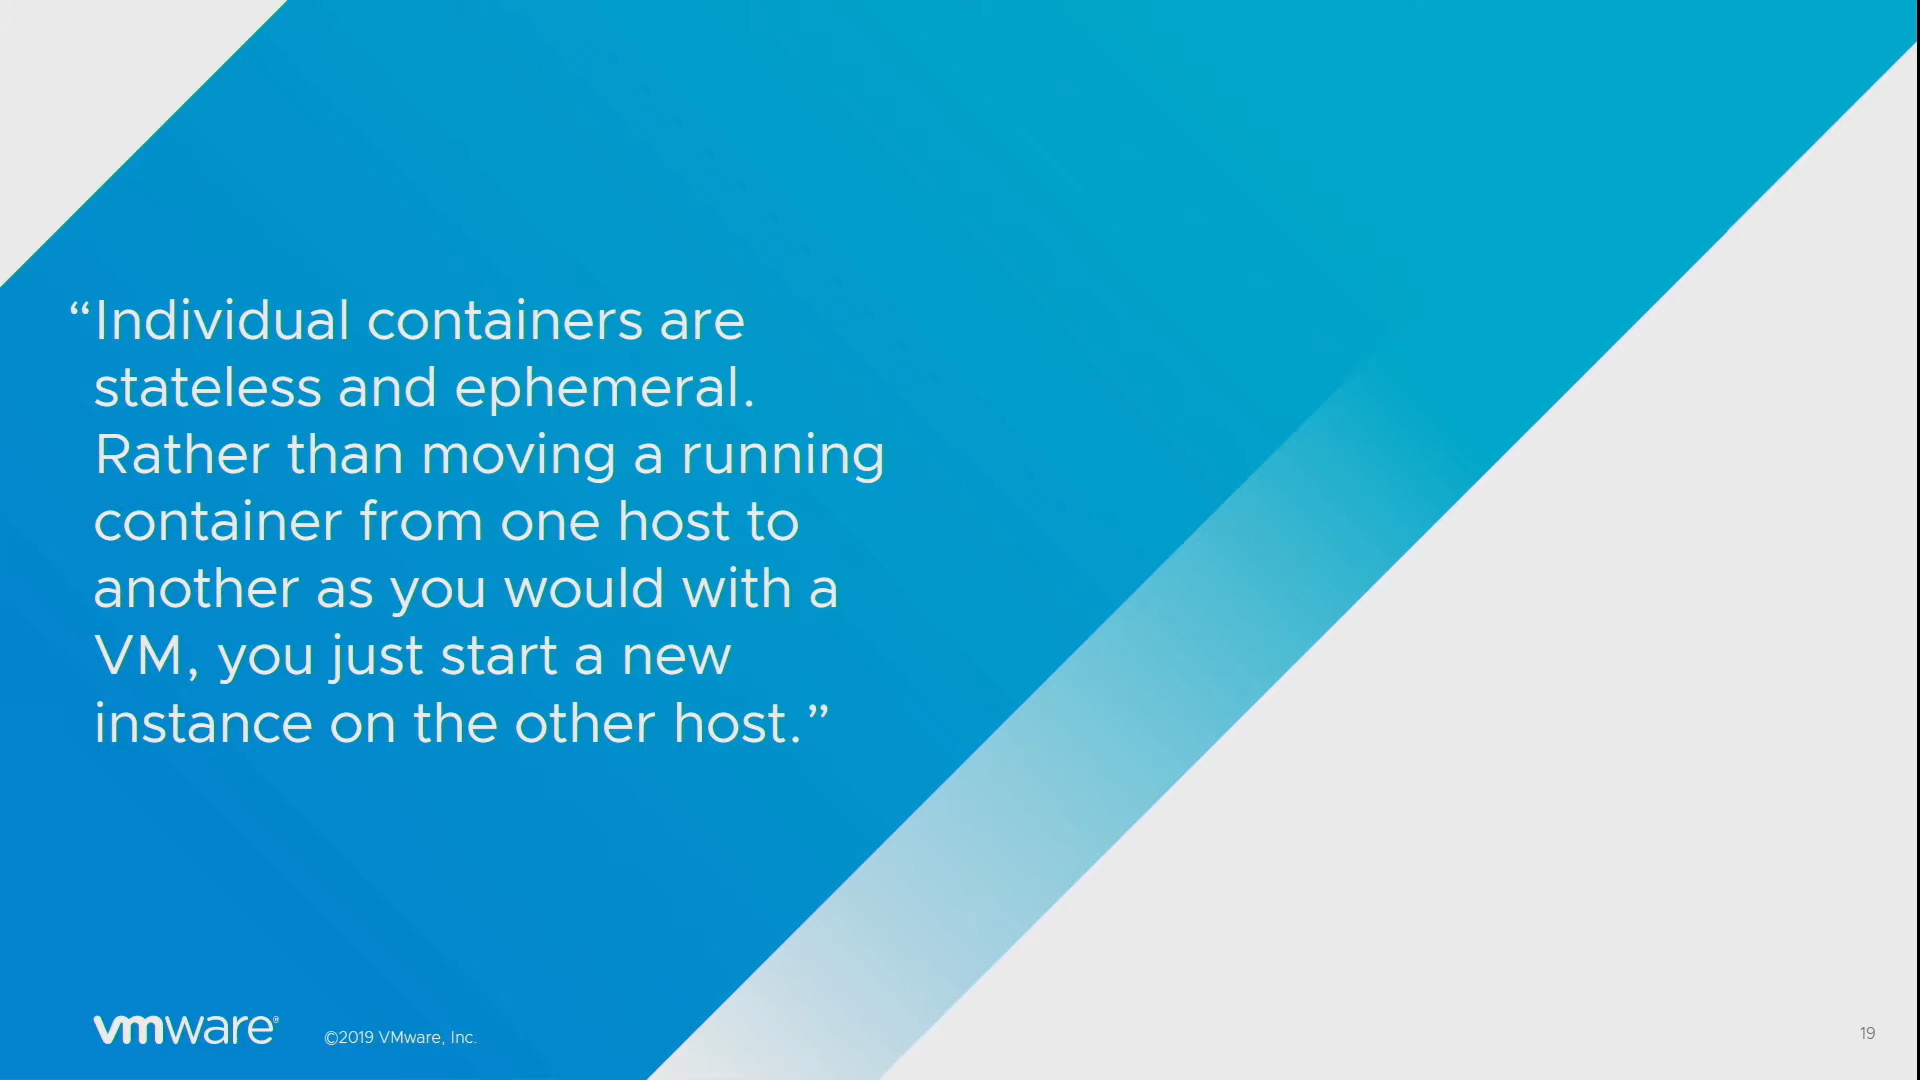 “Individual containers are
stateless and ephemeral.
Rather than moving a running
container from one host to
another as you would with a
VM, you just start a new
instance on the other host.”
vmware®
©2019 VMware, Inc.
19